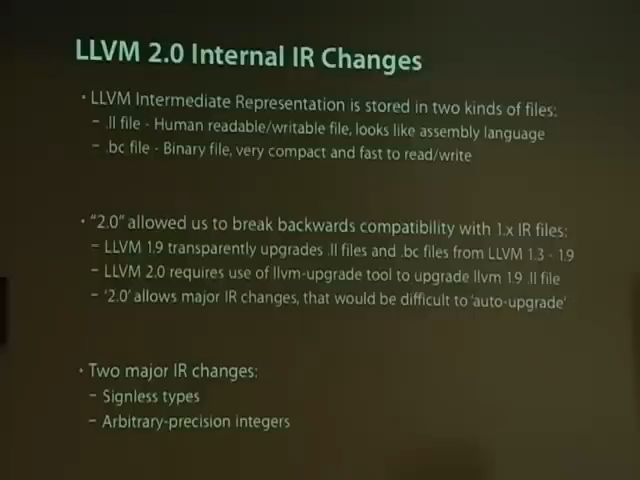 LLVM 2.0 Internal IR Changes
• LLVM Intermediate Representation is stored in two kinds of files:
– .ll file - Human readable/writable file, looks like assembly language
– .bc file - Binary file, very compact and fast to read/write
• “2.0” allowed us to break backwards compatibility with 1.x IR files:
– LLVM 1.9 transparently upgrades .ll files and .bc files from LLVM 1.3 - 1.9
– LLVM 2.0 requires use of llvm-upgrade tool to upgrade llvm 1.9 .ll file
– ‘2.0’ allows major IR changes, that would be difficult to ‘auto-upgrade’
• Two major IR changes:
– Signless types
– Arbitrary-precision integers